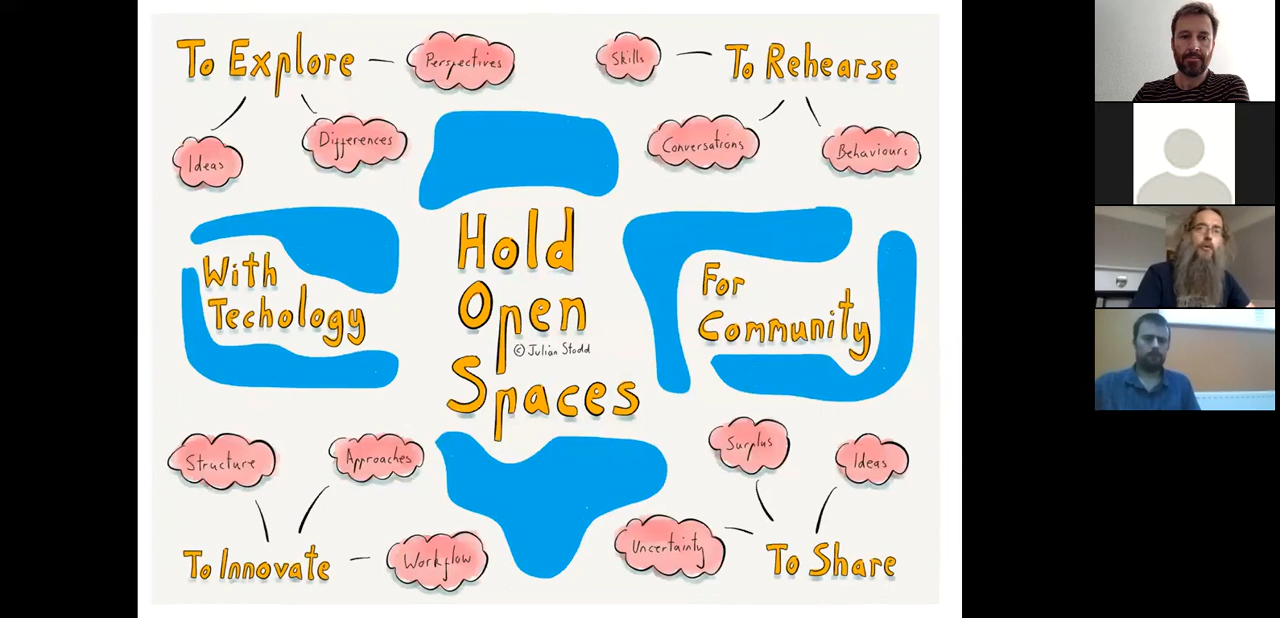 To Explore
Perspectives
Ideas
Differences
Skills
To Rehearse
Conversations
Behaviours
With
Techology
Hold
Open
© Julian Stodd
Spaces
For
Community
Structure
Approaches
To Innovate
Workflow
Surplus
Ideas
Uncertainty
To Share